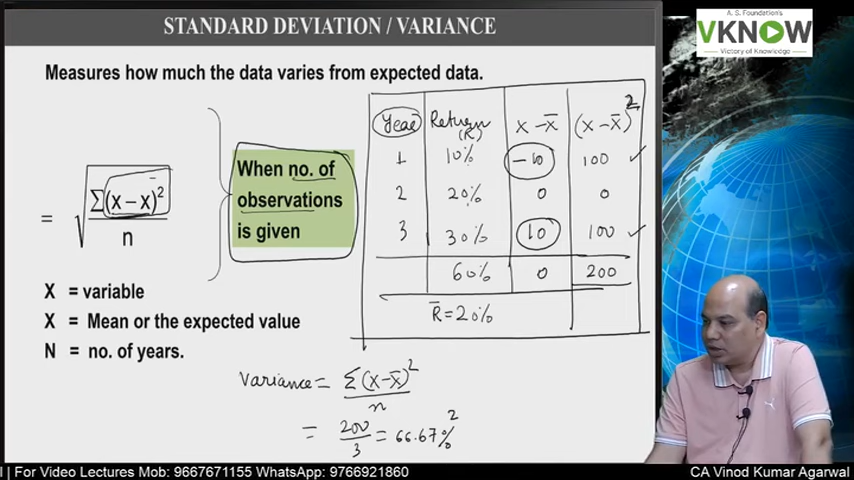 STANDARD DEVIATION / VARIANCE
A. S. Foundation's
VKNOW
Victory of Knowledge
Measures how much the data varies from expected data.
= √ Σ(x – x̄)²
n
When no. of
observations
is given
X = variable
X = Mean or the expected value
N = no. of years.
Year Return (R) x - x̄ (x - x̄)²
1 10% -10 100 ✓
2 20% 0 0
3 30% 10 100 ✓
60% 0 200
R̄ = 20%
Variance = Σ(x-x̄)²
n
= 200/3 = 66.67%²
| For Video Lectures Mob: 9667671155 WhatsApp: 9766921860
CA Vinod Kumar Agarwal